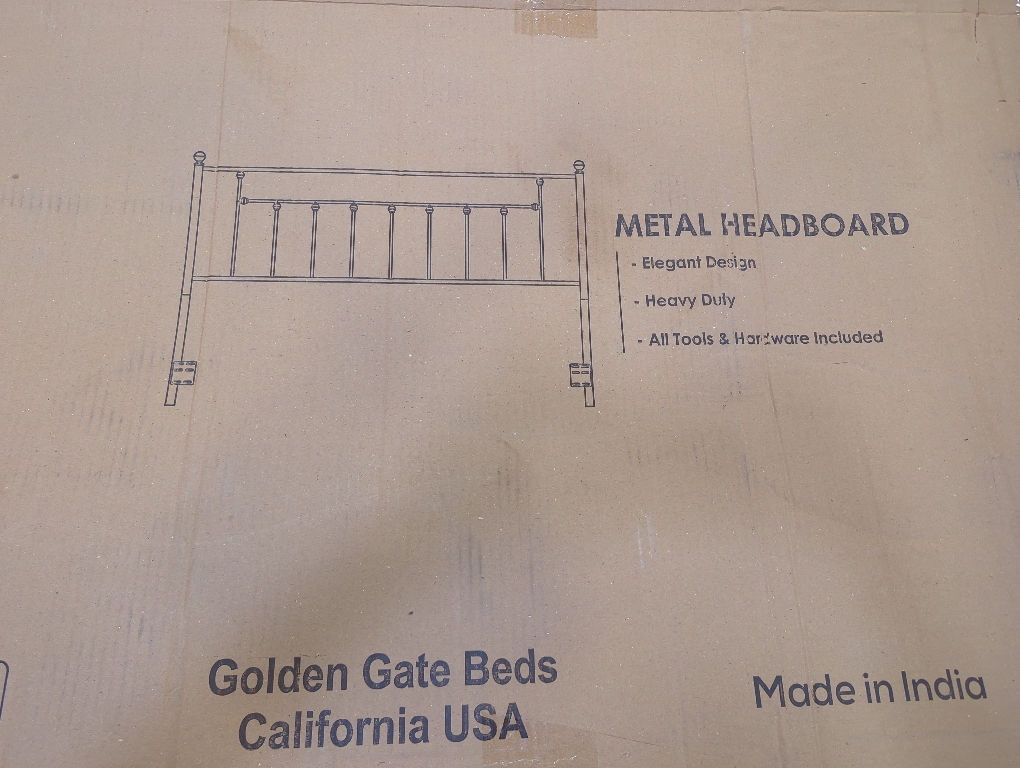 METAL HEADBOARD
- Elegant Design
- Heavy Duty
- All Tools & Hardware Included
Golden Gate Beds
California USA
Made in India